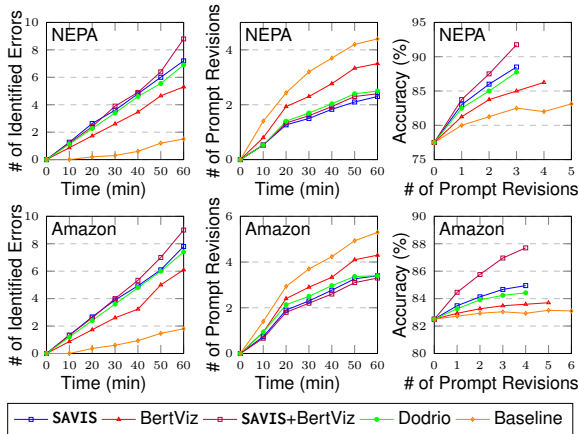 NEPA
# of Identified Errors
0 2 4 6 8 10
0 10 20 30 40 50 60
Time (min)
NEPA
# of Prompt Revisions
0 2 4
0 10 20 30 40 50 60
Time (min)
NEPA
Accuracy (%)
75 80 85 90 95
0 1 2 3 4 5
# of Prompt Revisions
Amazon
# of Identified Errors
0 2 4 6 8 10
0 10 20 30 40 50 60
Time (min)
Amazon
# of Prompt Revisions
0 2 4 6
0 10 20 30 40 50 60
Time (min)
Amazon
Accuracy (%)
80 82 84 86 88 90
0 1 2 3 4 5 6
# of Prompt Revisions
SAVIS BertViz SAVIS+BertViz Dodrio Baseline